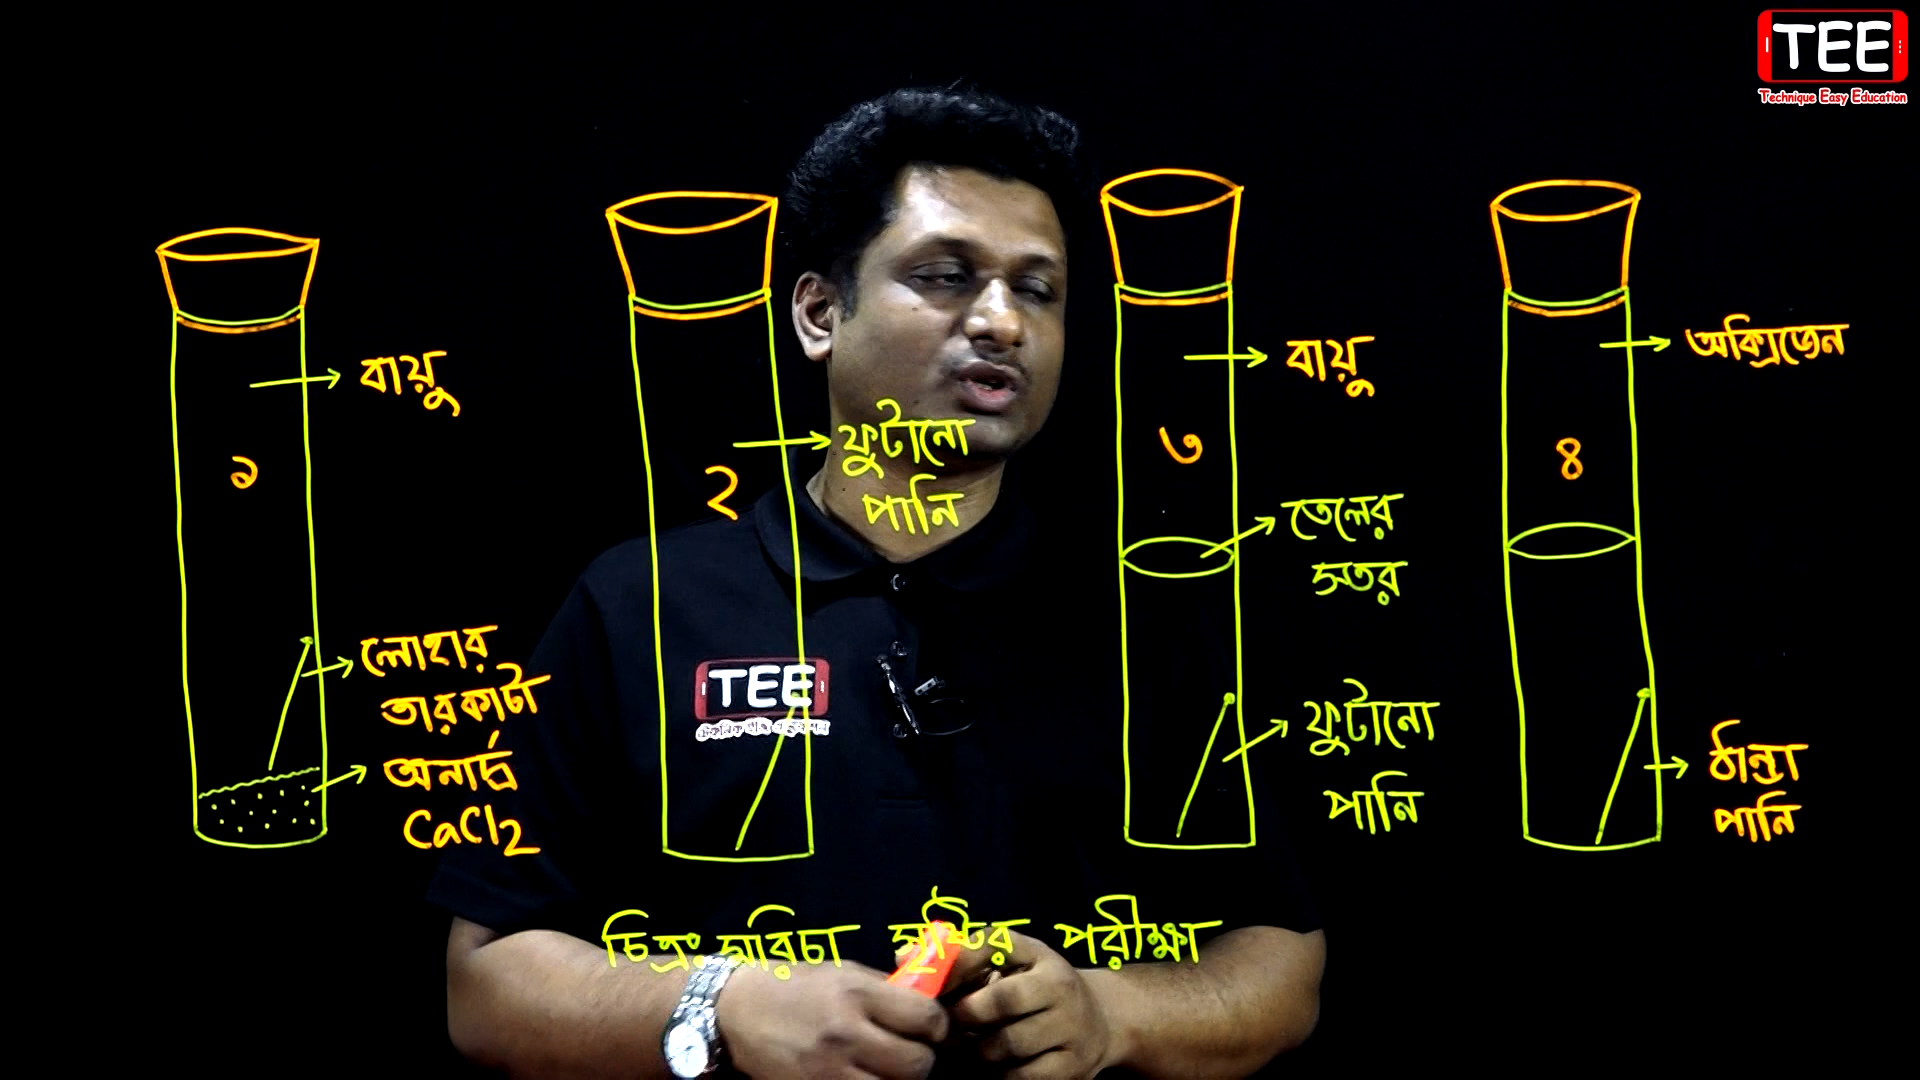 TEE
Technique Easy Education
বায়ু
১
লোহার
তারকাটা
অনার্দ্র
CaCl2
২
ফুটানো
পানি
বায়ু
৩
তেলের
স্তর
ফুটানো
পানি
অক্সিজেন
৪
ঠান্ডা
পানি
TEE
চিত্র: মরিচা সৃষ্টির পরীক্ষা